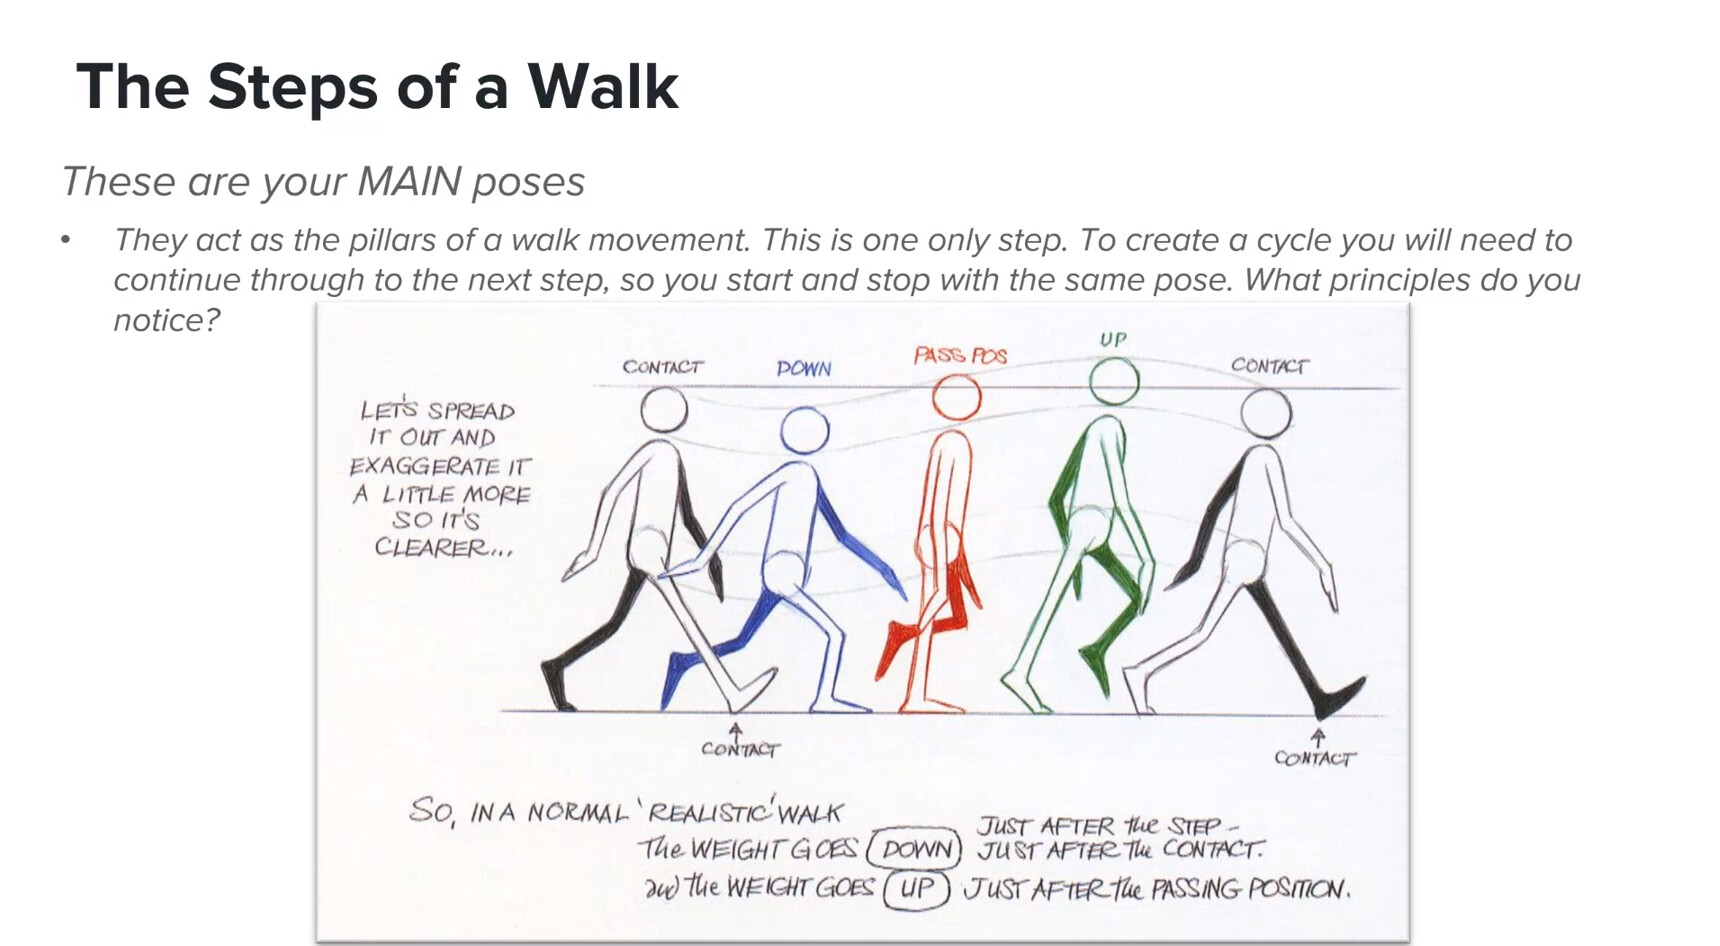 The Steps of a Walk
These are your MAIN poses
• They act as the pillars of a walk movement. This is one only step. To create a cycle you will need to
continue through to the next step, so you start and stop with the same pose. What principles do you
notice?
CONTACT DOWN PASS POS UP CONTACT
LET'S SPREAD
IT OUT AND
EXAGGERATE IT
A LITTLE MORE
SO IT'S
CLEARER...
CONTACT CONTACT
SO, IN A NORMAL 'REALISTIC' WALK
The WEIGHT GOES DOWN JUST AFTER the STEP –
JUST AFTER the CONTACT.
and the WEIGHT GOES UP JUST AFTER the PASSING POSITION.